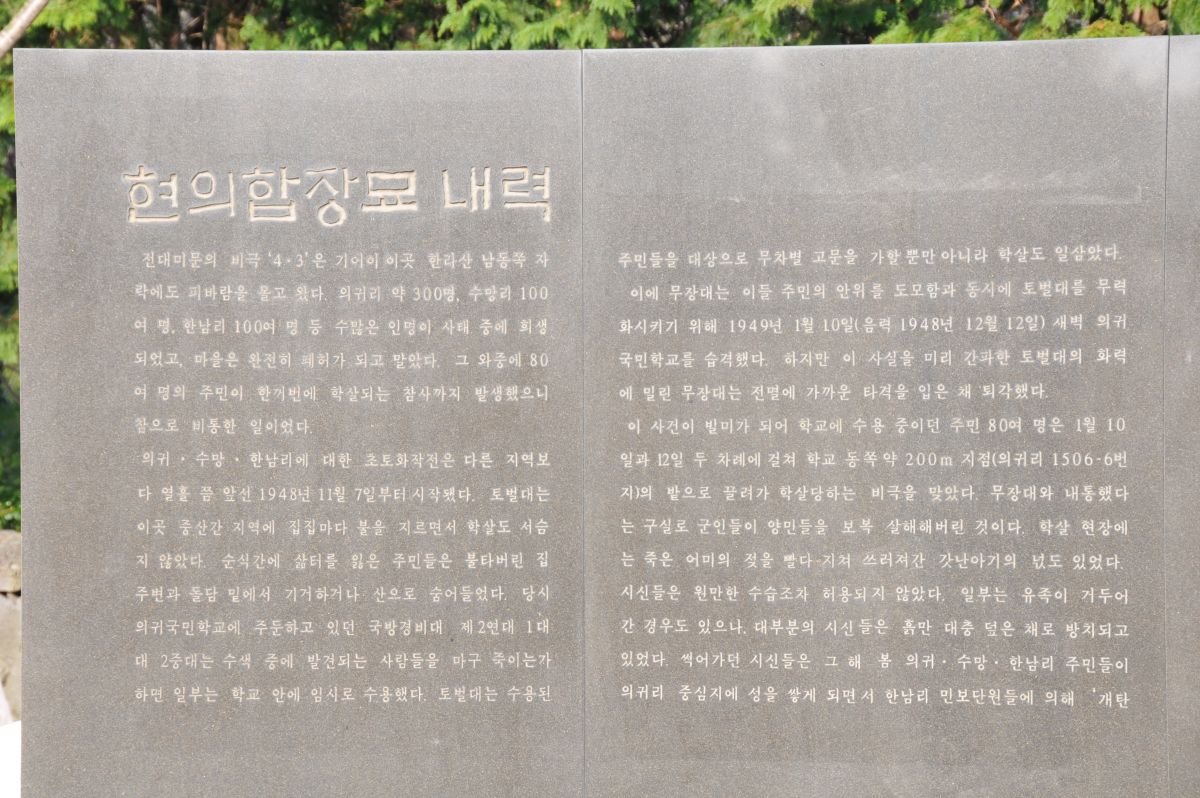 현의합장묘 내력
전대미문의 비극 '4·3'은 기어이 이곳 한라산 남동쪽 자
락에도 피바람을 몰고 왔다. 의귀리 약 300명, 수망리 100
여 명, 한남리 100여 명 등 수많은 인명이 사태 중에 희생
되었고, 마을은 완전히 폐허가 되고 말았다. 그 와중에 80
여 명의 주민이 한꺼번에 학살되는 참사까지 발생했으니
참으로 비통한 일이었다.
의귀·수망·한남리에 대한 초토화작전은 다른 지역보
다 열흘 쯤 앞선 1948년 11월 7일부터 시작됐다. 토벌대는
이곳 중산간 지역에 집집마다 불을 지르면서 학살도 서슴
지 않았다. 순식간에 삶터를 잃은 주민들은 불타버린 집
주변과 돌담 밑에서 기거하거나 산으로 숨어들었다. 당시
의귀국민학교에 주둔하고 있던 국방경비대 제2연대 1대
대 2중대는 수색 중에 발견되는 사람들을 마구 죽이는가
하면 일부는 학교 안에 임시로 수용했다. 토벌대는 수용된
주민들을 대상으로 무차별 고문을 가할 뿐만 아니라 학살도 일삼았다.
이에 무장대는 이들 주민의 안위를 도모함과 동시에 토벌대를 무력
화시키기 위해 1949년 1월 10일(음력 1948년 12월 12일) 새벽 의귀
국민학교를 습격했다. 하지만 이 사실을 미리 간파한 토벌대의 화력
에 밀린 무장대는 전멸에 가까운 타격을 입은 채 퇴각했다.
이 사건이 빌미가 되어 학교에 수용 중이던 주민 80여 명은 1월 10
일과 12일 두 차례에 걸쳐 학교 동쪽 약 200m 지점(의귀리 1506-6번
지)의 밭으로 끌려가 학살당하는 비극을 맞았다. 무장대와 내통했다
는 구실로 군인들이 양민들을 보복 살해해버린 것이다. 학살 현장에
는 죽은 어미의 젖을 빨다 지쳐 쓰러져간 갓난아기의 넋도 있었다.
시신들은 원만한 수습조차 허용되지 않았다. 일부는 유족이 거두어
간 경우도 있으나, 대부분의 시신들은 흙만 대충 덮은 채로 방치되고
있었다. 썩어가던 시신들은 그 해 봄 의귀·수망·한남리 주민들이
의귀리 중심지에 성을 쌓게 되면서 한남리 민보단원들에 의해 '개탄